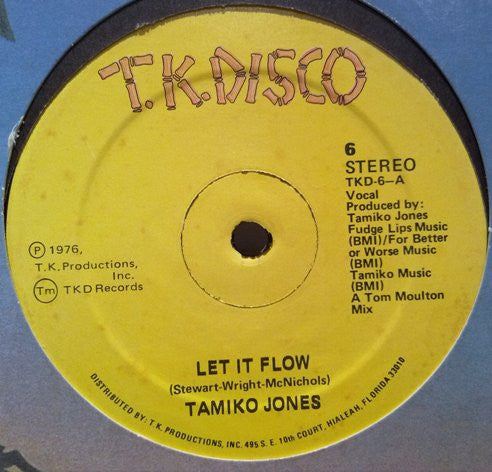 T.K.DISCO
6
STEREO
TKD-6-A
Vocal
Produced by:
Tamiko Jones
Fudge Lips Music
(BMI)/For Better
or Worse Music
(BMI)
Tamiko Music
(BMI)
A Tom Moulton
Mix
Ⓟ 1976,
T.K. Productions,
Inc.
Tm TKD Records
LET IT FLOW
(Stewart-Wright-McNichols)
TAMIKO JONES
DISTRIBUTED BY: T.K. PRODUCTIONS, INC. 495 S.E. 10th COURT, HIALEAH, FLORIDA 33010